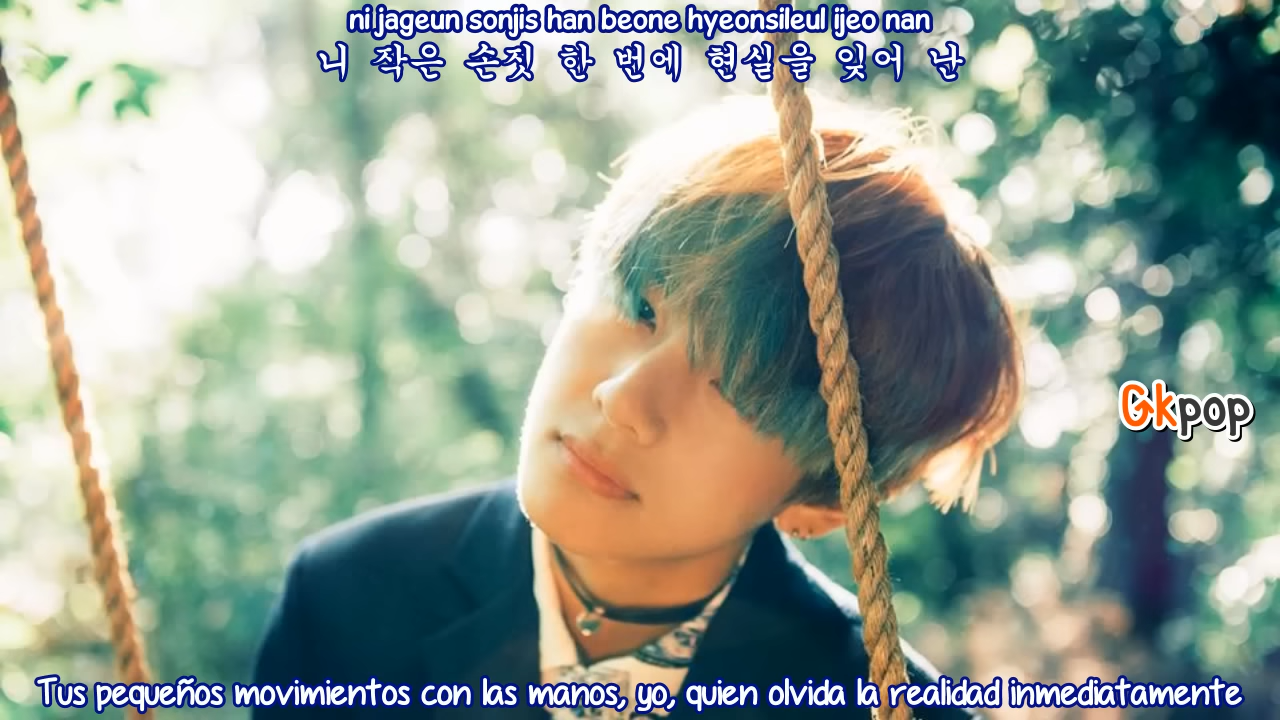 ni jageun sonjis han beone hyeonsileul ijeo nan
니 작은 손짓 한 번에 현실을 잊어 난
Gkpop
Tus pequeños movimientos con las manos, yo, quien olvida la realidad inmediatamente